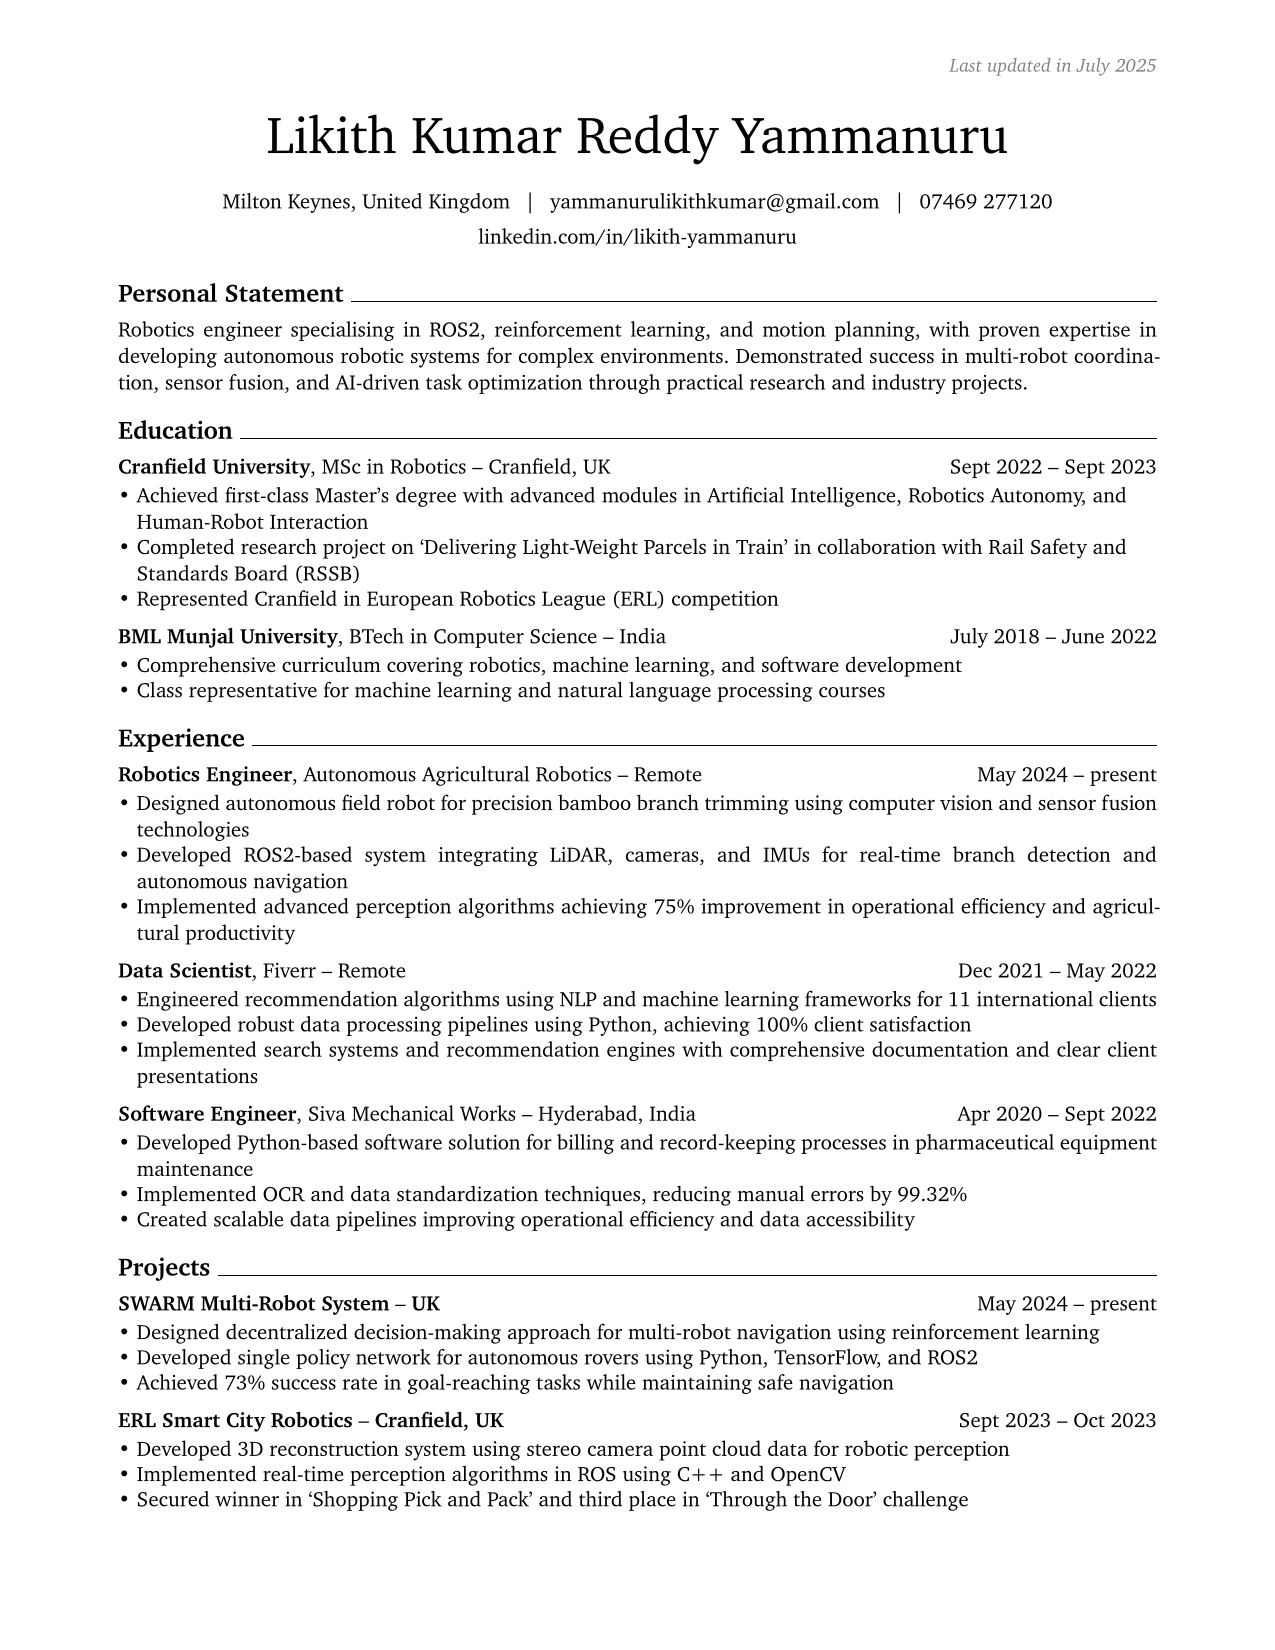 Last updated in July 2025
Likith Kumar Reddy Yammanuru
Milton Keynes, United Kingdom | yammanurulikithkumar@gmail.com | 07469 277120
linkedin.com/in/likith-yammanuru
Personal Statement
Robotics engineer specialising in ROS2, reinforcement learning, and motion planning, with proven expertise in
developing autonomous robotic systems for complex environments. Demonstrated success in multi-robot coordina-
tion, sensor fusion, and AI-driven task optimization through practical research and industry projects.
Education
Cranfield University, MSc in Robotics – Cranfield, UK Sept 2022 – Sept 2023
• Achieved first-class Master’s degree with advanced modules in Artificial Intelligence, Robotics Autonomy, and
Human-Robot Interaction
• Completed research project on ‘Delivering Light-Weight Parcels in Train’ in collaboration with Rail Safety and
Standards Board (RSSB)
• Represented Cranfield in European Robotics League (ERL) competition
BML Munjal University, BTech in Computer Science – India July 2018 – June 2022
• Comprehensive curriculum covering robotics, machine learning, and software development
• Class representative for machine learning and natural language processing courses
Experience
Robotics Engineer, Autonomous Agricultural Robotics – Remote May 2024 – present
• Designed autonomous field robot for precision bamboo branch trimming using computer vision and sensor fusion
technologies
• Developed ROS2-based system integrating LiDAR, cameras, and IMUs for real-time branch detection and
autonomous navigation
• Implemented advanced perception algorithms achieving 75% improvement in operational efficiency and agricul-
tural productivity
Data Scientist, Fiverr – Remote Dec 2021 – May 2022
• Engineered recommendation algorithms using NLP and machine learning frameworks for 11 international clients
• Developed robust data processing pipelines using Python, achieving 100% client satisfaction
• Implemented search systems and recommendation engines with comprehensive documentation and clear client
presentations
Software Engineer, Siva Mechanical Works – Hyderabad, India Apr 2020 – Sept 2022
• Developed Python-based software solution for billing and record-keeping processes in pharmaceutical equipment
maintenance
• Implemented OCR and data standardization techniques, reducing manual errors by 99.32%
• Created scalable data pipelines improving operational efficiency and data accessibility
Projects
SWARM Multi-Robot System – UK May 2024 – present
• Designed decentralized decision-making approach for multi-robot navigation using reinforcement learning
• Developed single policy network for autonomous rovers using Python, TensorFlow, and ROS2
• Achieved 73% success rate in goal-reaching tasks while maintaining safe navigation
ERL Smart City Robotics – Cranfield, UK Sept 2023 – Oct 2023
• Developed 3D reconstruction system using stereo camera point cloud data for robotic perception
• Implemented real-time perception algorithms in ROS using C++ and OpenCV
• Secured winner in ‘Shopping Pick and Pack’ and third place in ‘Through the Door’ challenge